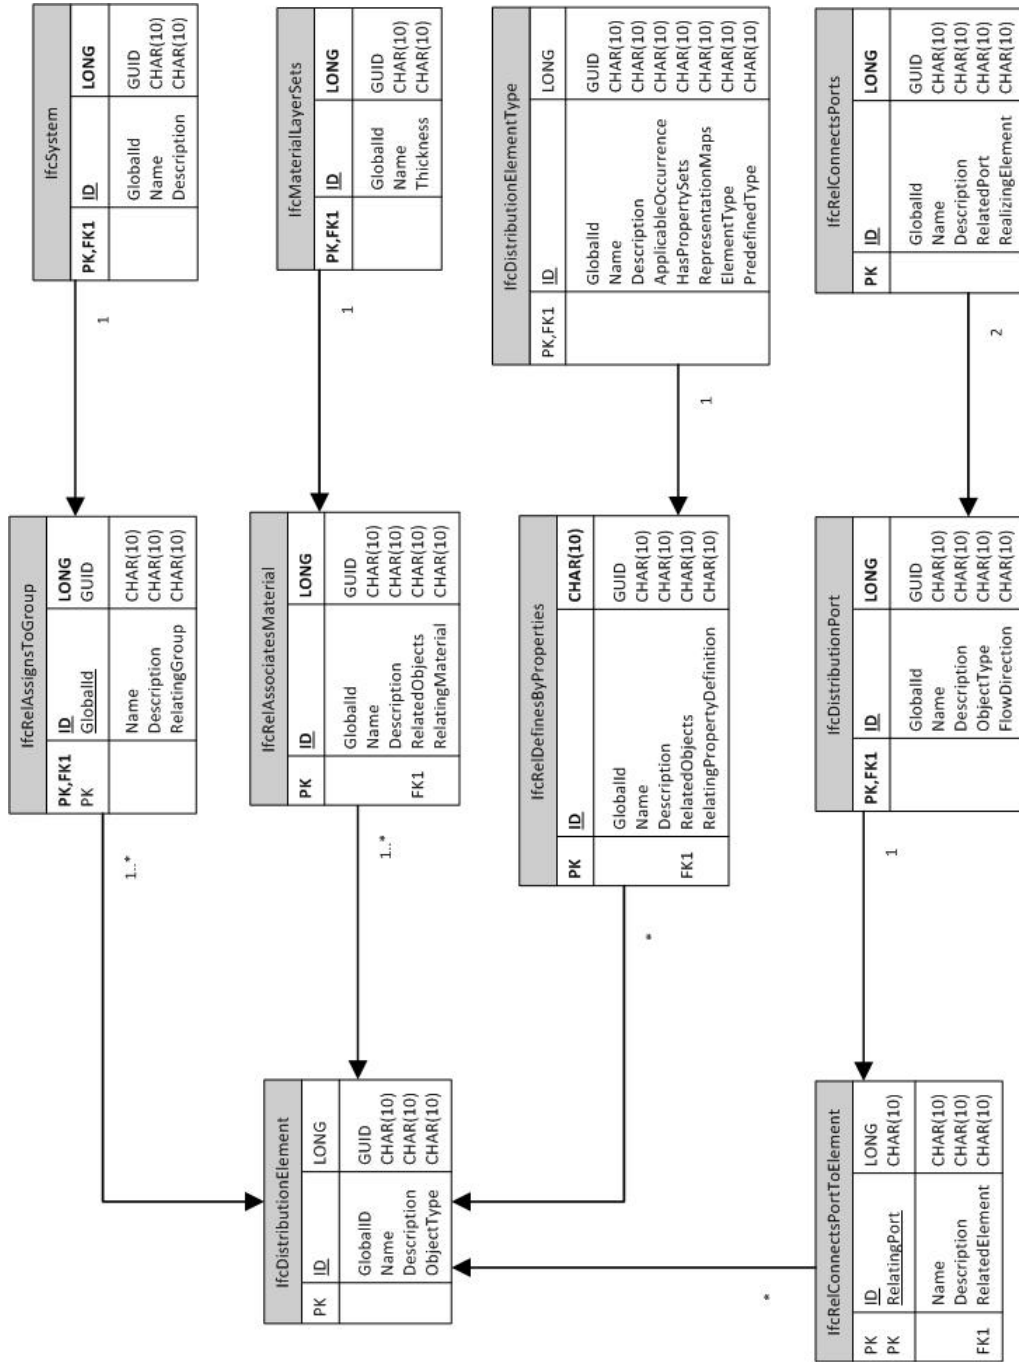 IfcRelAssignsToGroup
PK,FK1 ID LONG
PK GlobalId GUID
Name CHAR(10)
Description CHAR(10)
RelatingGroup CHAR(10)
1..*
IfcSystem
PK,FK1 ID LONG
GlobalId GUID
Name CHAR(10)
Description CHAR(10)
1
IfcDistributionElement
PK ID LONG
GlobalID GUID
Name CHAR(10)
Description CHAR(10)
ObjectType CHAR(10)
IfcRelAssociatesMaterial
PK ID LONG
GlobalId GUID
Name CHAR(10)
Description CHAR(10)
FK1 RelatedObjects CHAR(10)
RelatingMaterial CHAR(10)
1..*
IfcMaterialLayerSets
PK,FK1 ID LONG
GlobalId GUID
Name CHAR(10)
Thickness CHAR(10)
1
IfcRelDefinesByProperties
PK ID CHAR(10)
GlobalId GUID
Name CHAR(10)
Description CHAR(10)
FK1 RelatedObjects CHAR(10)
RelatingPropertyDefinition CHAR(10)
*
IfcDistributionElementType
PK,FK1 ID LONG
GlobalId GUID
Name CHAR(10)
Description CHAR(10)
ApplicableOccurrence CHAR(10)
HasPropertySets CHAR(10)
RepresentationMaps CHAR(10)
ElementType CHAR(10)
PredefinedType CHAR(10)
1
*
IfcRelConnectsPortToElement
PK ID LONG
PK RelatingPort CHAR(10)
Name CHAR(10)
Description CHAR(10)
FK1 RelatedElement CHAR(10)
IfcDistributionPort
PK,FK1 ID LONG
GlobalId GUID
Name CHAR(10)
Description CHAR(10)
ObjectType CHAR(10)
FlowDirection CHAR(10)
1
IfcRelConnectsPorts
PK ID LONG
GlobalId GUID
Name CHAR(10)
Description CHAR(10)
RelatedPort CHAR(10)
RealizingElement CHAR(10)
2